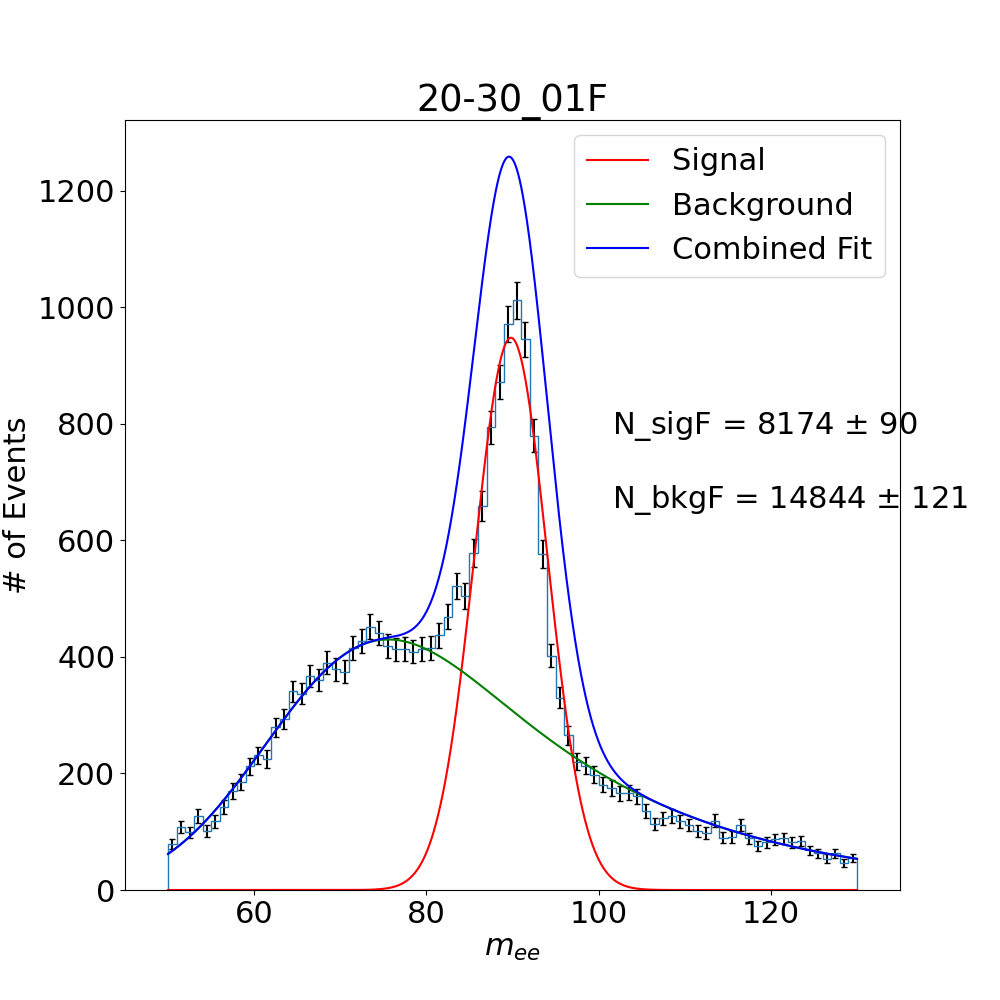 20-30_01F
Signal
Background
Combined Fit
1200
1000
800
600
400
200
0
# of Events
N_sigF = 8174 ± 90
N_bkgF = 14844 ± 121
60 80 100 120
m_ee